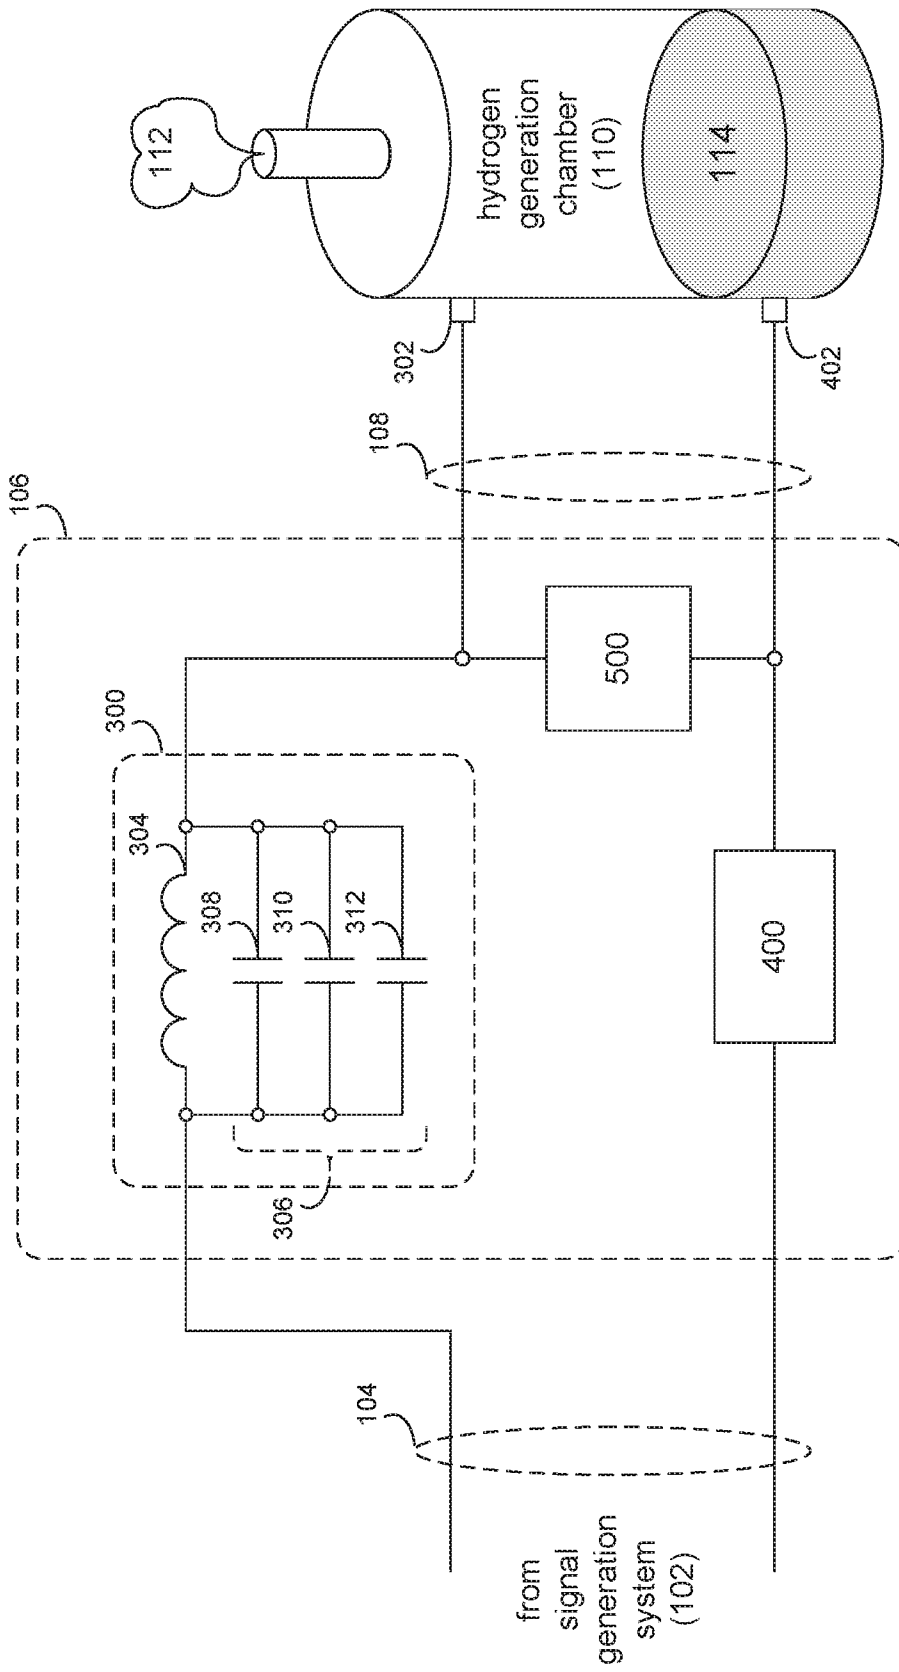 106
300
304
308
310
312
306
104
from
signal
generation
system
(102)
400
500
108
302
402
112
hydrogen
generation
chamber
(110)
114